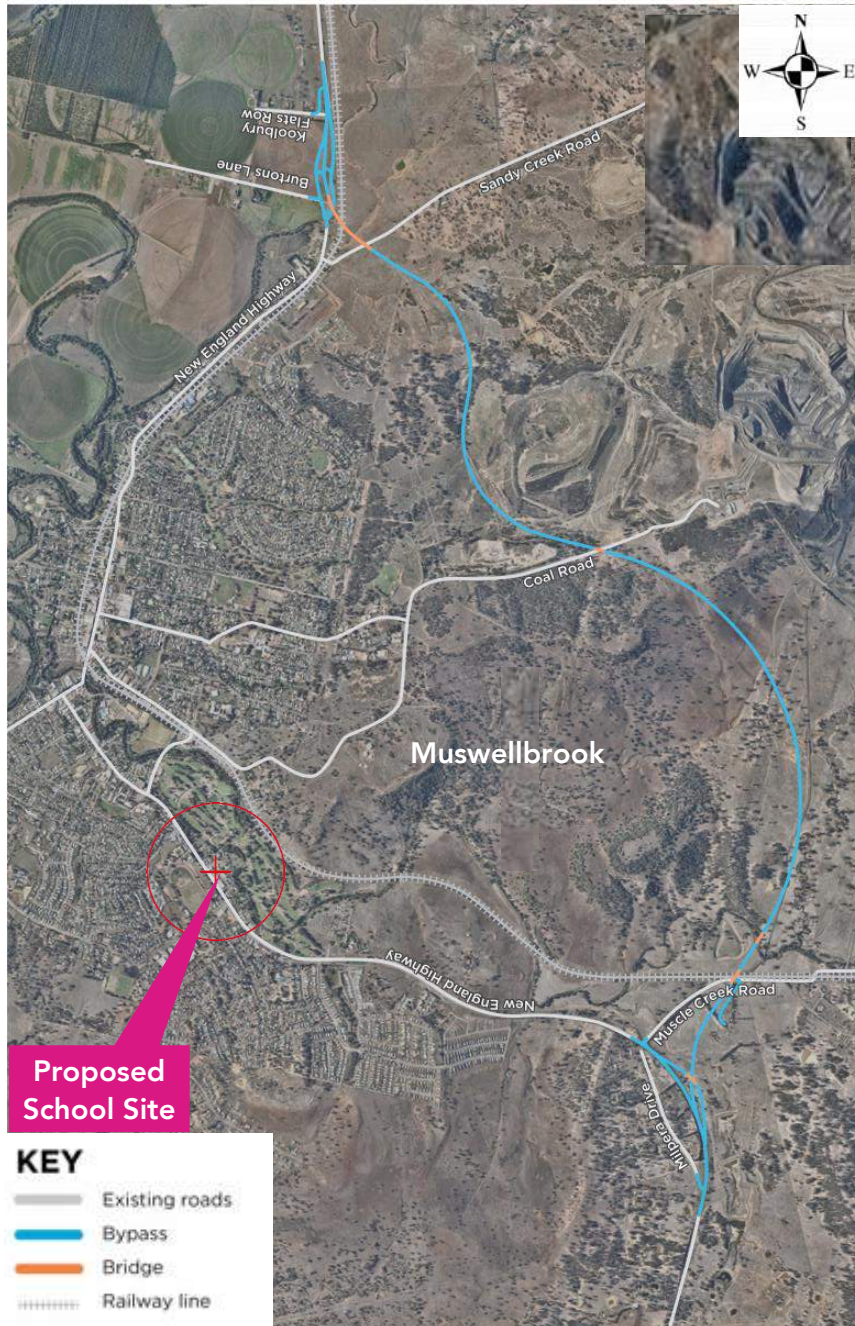 N
W
E
S
Koolbury
Flats Row
Burtons Lane
Sandy Creek Road
New England Highway
Coal Road
Muswellbrook
New England Highway
Muscle Creek Road
Milpera Drive
Proposed
School Site
KEY
Existing roads
Bypass
Bridge
Railway line